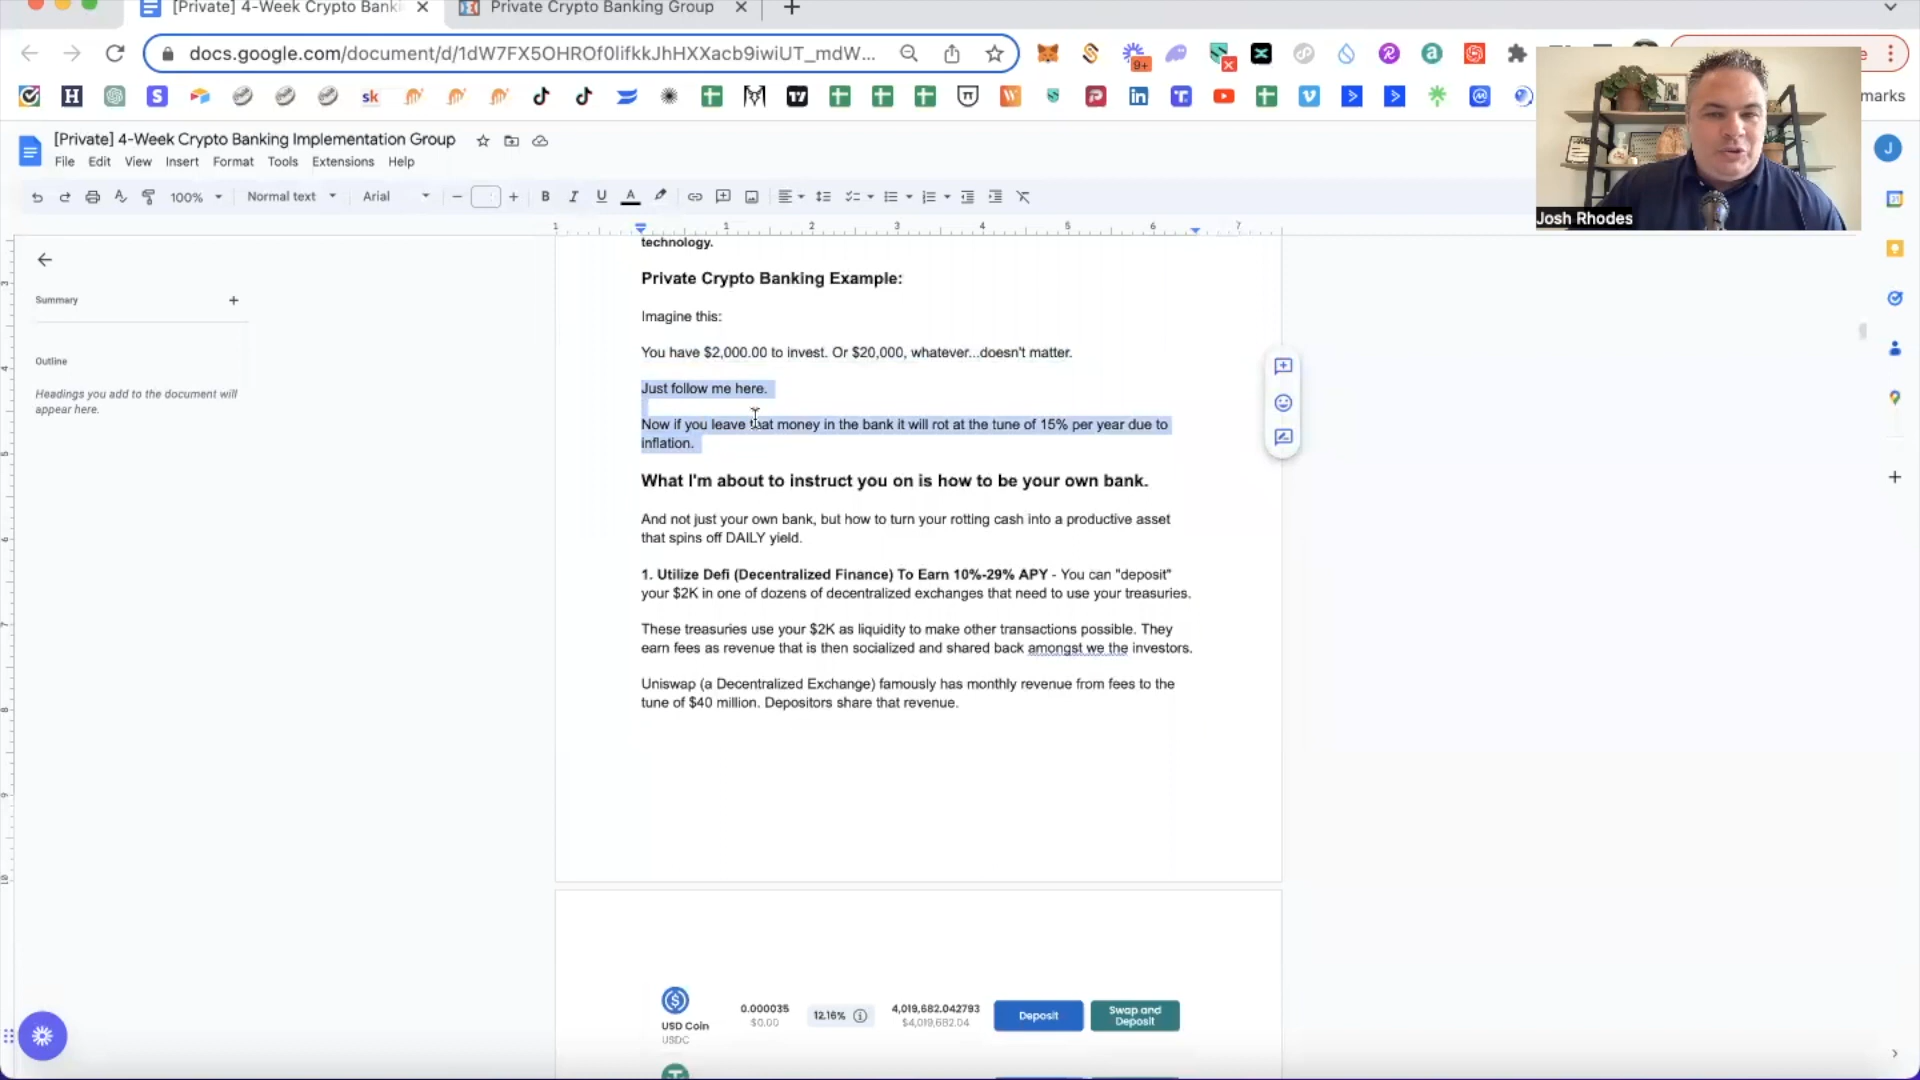 [Private] 4-Week Crypto Banki
Private Crypto Banking Group
docs.google.com/document/d/1dW7FX5OHROf0lifkkJhHXXacb9iwiUT_mdW...
9+
sk
marks
[Private] 4-Week Crypto Banking Implementation Group
File Edit View Insert Format Tools Extensions Help
100% Normal text Arial
Josh Rhodes
J
1 1 2 3 4 5 6 7
technology.
Private Crypto Banking Example:
Summary
Imagine this:
You have $2,000.00 to invest. Or $20,000, whatever...doesn't matter.
Outline
Headings you add to the document will
appear here.
Just follow me here.
Now if you leave that money in the bank it will rot at the tune of 15% per year due to
inflation.
What I'm about to instruct you on is how to be your own bank.
And not just your own bank, but how to turn your rotting cash into a productive asset
that spins off DAILY yield.
1. Utilize Defi (Decentralized Finance) To Earn 10%-29% APY - You can "deposit"
your $2K in one of dozens of decentralized exchanges that need to use your treasuries.
These treasuries use your $2K as liquidity to make other transactions possible. They
earn fees as revenue that is then socialized and shared back amongst we the investors.
Uniswap (a Decentralized Exchange) famously has monthly revenue from fees to the
tune of $40 million. Depositors share that revenue.
USD Coin
USDC
0.000035
$0.00
12.16%
4,019,682.042793
$4,019,682.04
Deposit
Swap and
Deposit